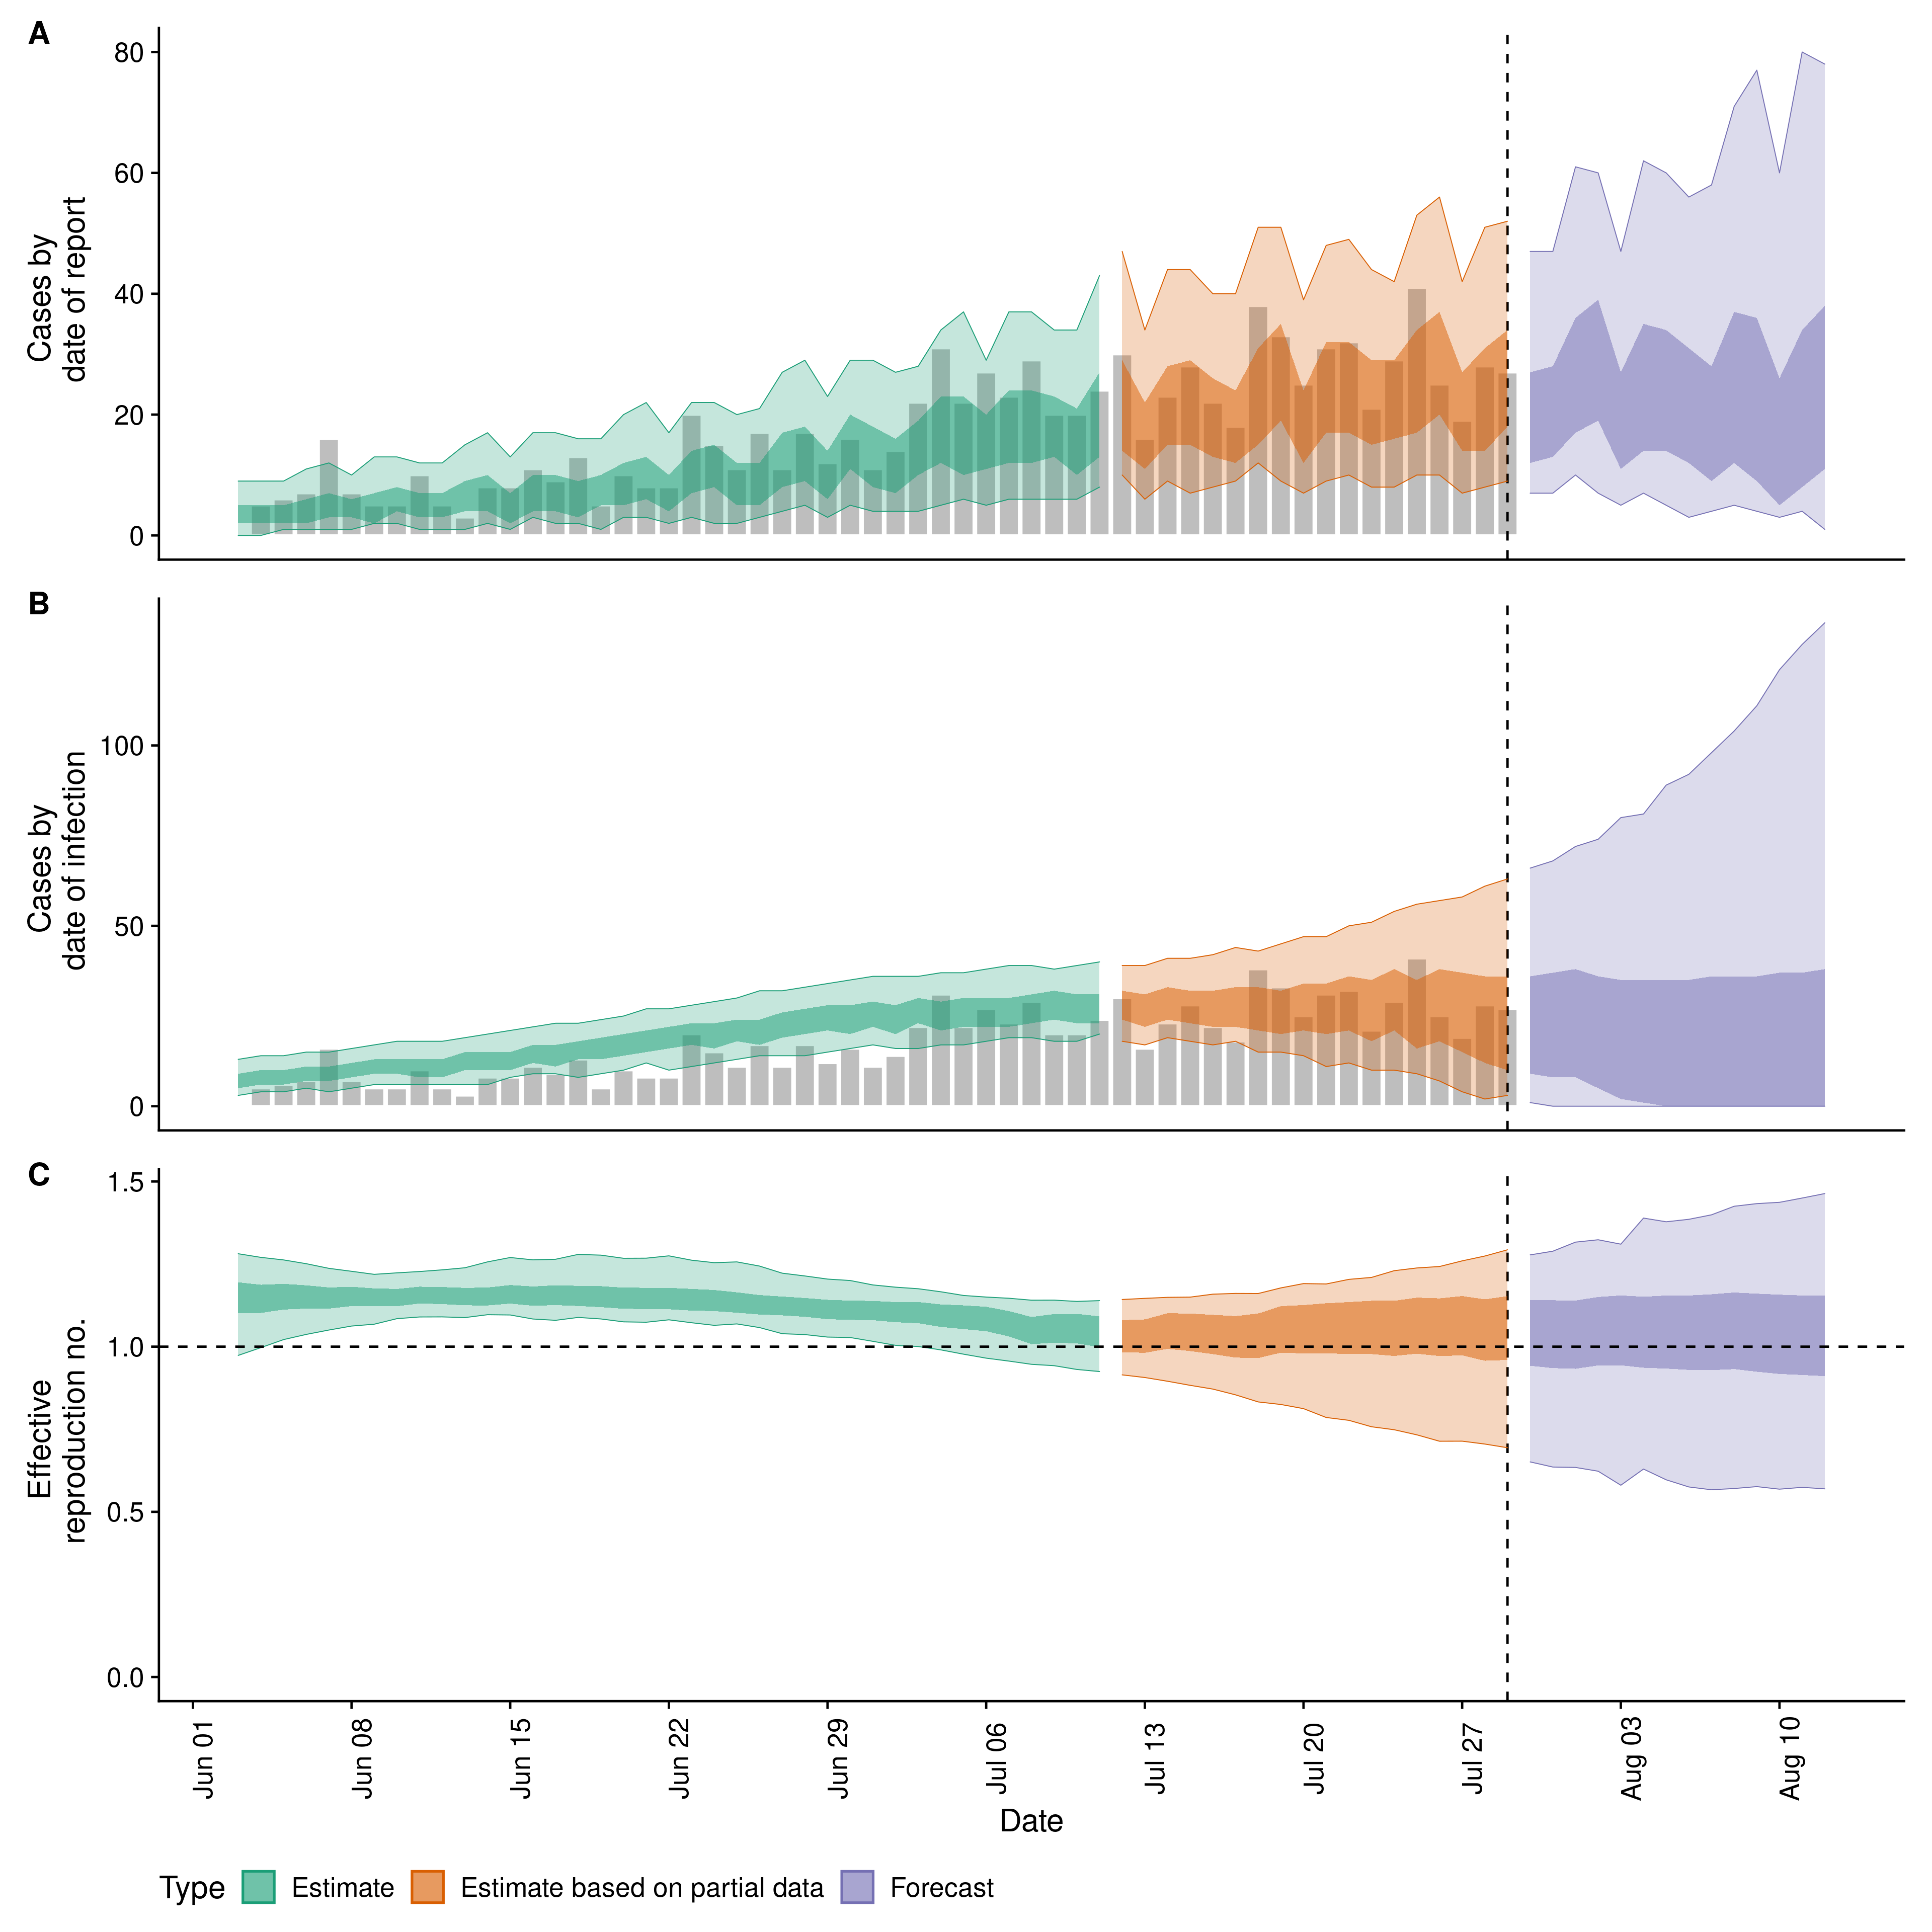 A
80
60
40
20
0
Cases by
date of report
B
100
50
0
Cases by
date of infection
C
1.5
1.0
0.5
0.0
Effective
reproduction no.
Jun 01
Jun 08
Jun 15
Jun 22
Jun 29
Jul 06
Jul 13
Jul 20
Jul 27
Aug 03
Aug 10
Date
Type Estimate Estimate based on partial data Forecast